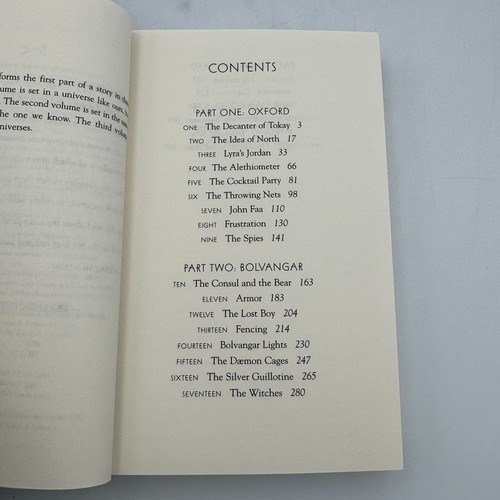 forms the first part of a story in
volume is set in a universe like ours,
. The second volume is set in the
the one we know. The third
niverses.
CONTENTS
PART ONE: OXFORD
ONE The Decanter of Tokay 3
TWO The Idea of North 17
THREE Lyra's Jordan 33
FOUR The Alethiometer 66
FIVE The Cocktail Party 81
SIX The Throwing Nets 98
SEVEN John Faa 110
EIGHT Frustration 130
NINE The Spies 141
PART TWO: BOLVANGAR
TEN The Consul and the Bear 163
ELEVEN Armor 183
TWELVE The Lost Boy 204
THIRTEEN Fencing 214
FOURTEEN Bolvangar Lights 230
FIFTEEN The Dæmon Cages 247
SIXTEEN The Silver Guillotine 265
SEVENTEEN The Witches 280